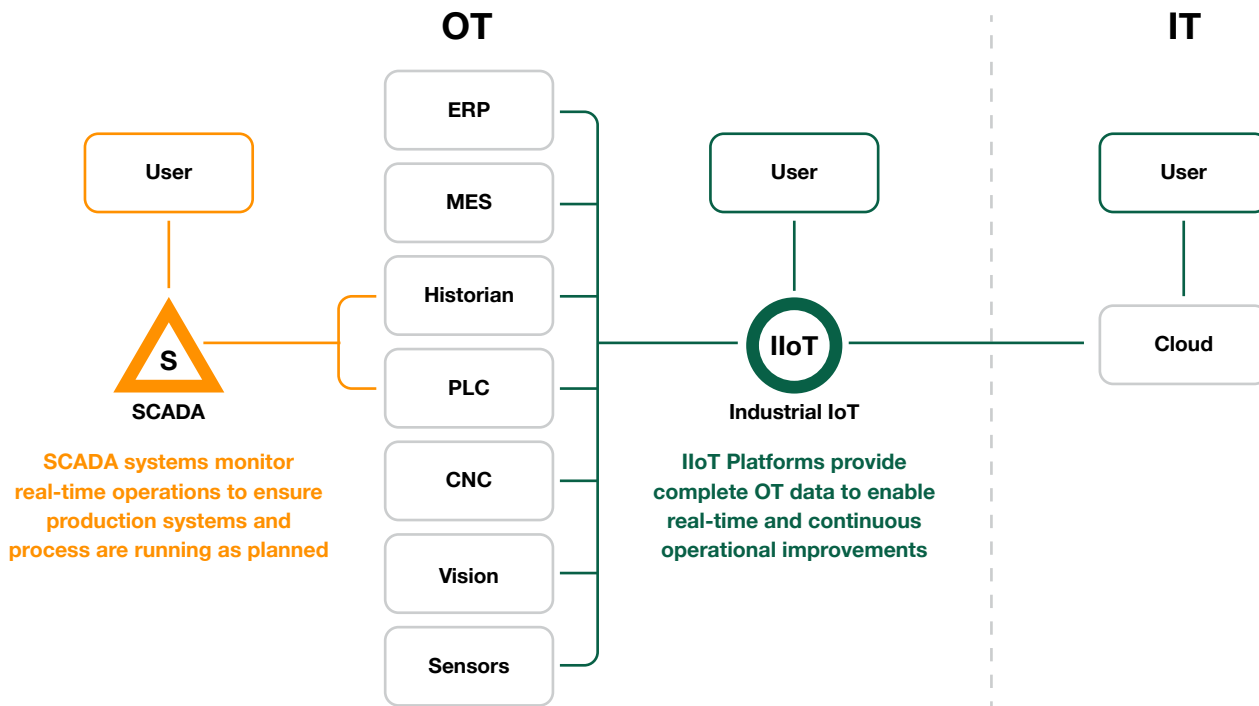 OT
IT
ERP
User
MES
User
User
Historian
S
IIoT
Cloud
PLC
SCADA
Industrial IoT
SCADA systems monitor
real-time operations to ensure
production systems and
process are running as planned
CNC
IIoT Platforms provide
complete OT data to enable
real-time and continuous
operational improvements
Vision
Sensors